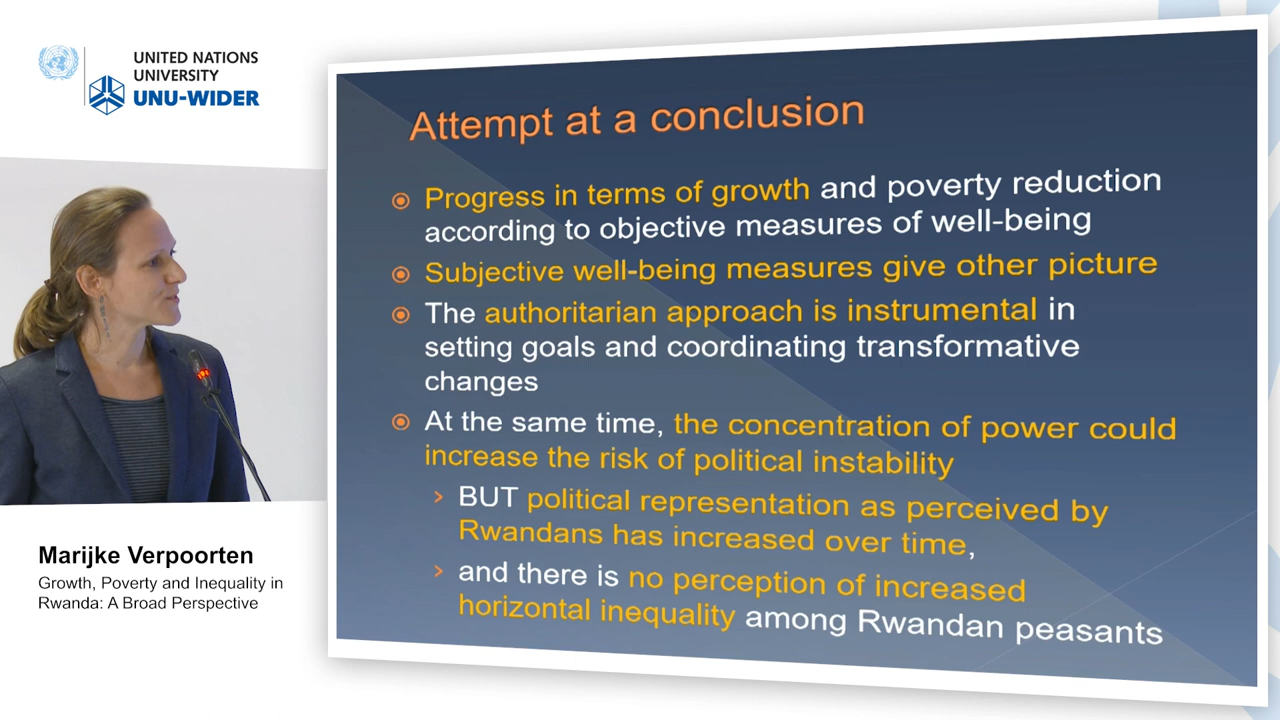 UNITED NATIONS
UNIVERSITY
UNU-WIDER
Attempt at a conclusion
Progress in terms of growth and poverty reduction
according to objective measures of well-being
Subjective well-being measures give other picture
The authoritarian approach is instrumental in
setting goals and coordinating transformative
changes
At the same time, the concentration of power could
increase the risk of political instability
BUT political representation as perceived by
Rwandans has increased over time,
and there is no perception of increased
horizontal inequality among Rwandan peasants
Marijke Verpoorten
Growth, Poverty and Inequality in
Rwanda: A Broad Perspective